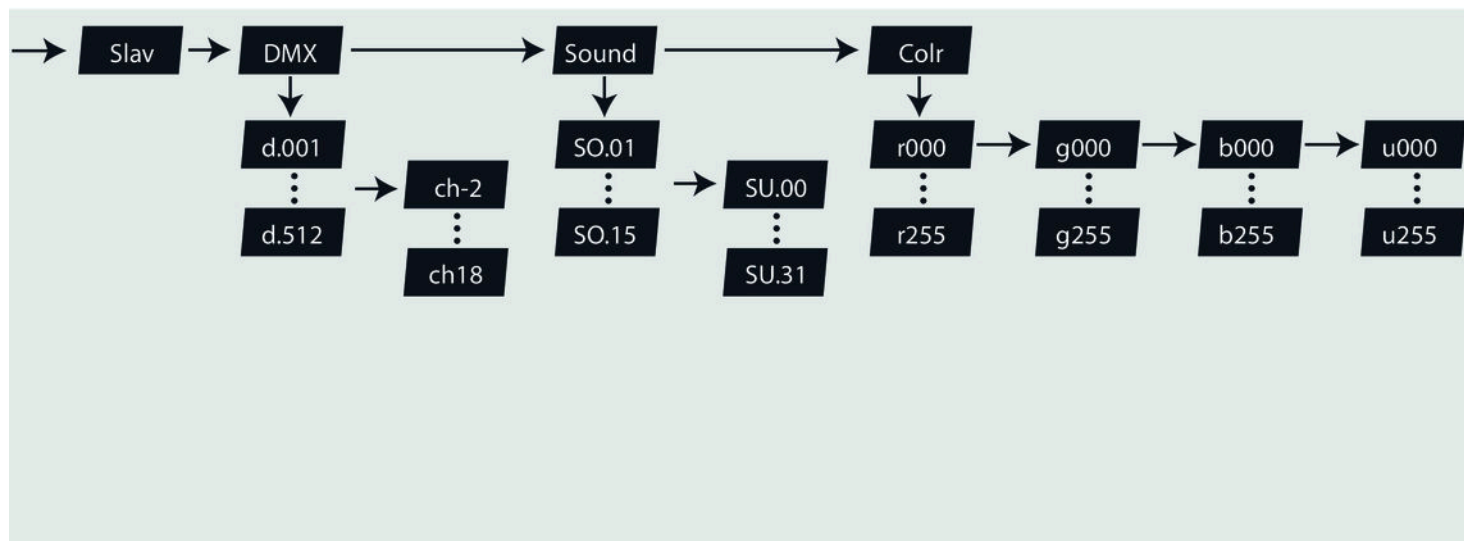 Slav DMX Sound Colr
d.001 SO.01 r000 g000 b000 u000
ch-2 SU.00
d.512 SO.15 r255 g255 b255 u255
ch18 SU.31